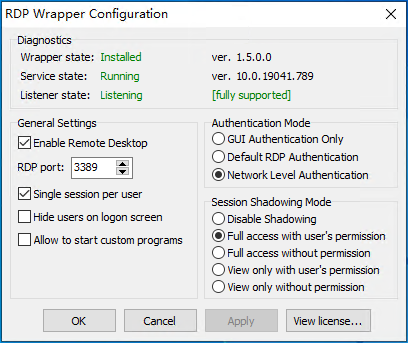 RDP Wrapper Configuration
Diagnostics
Wrapper state: Installed ver. 1.5.0.0
Service state: Running ver. 10.0.19041.789
Listener state: Listening [fully supported]
General Settings
Enable Remote Desktop
RDP port: 3389
Single session per user
Hide users on logon screen
Allow to start custom programs
Authentication Mode
GUI Authentication Only
Default RDP Authentication
Network Level Authentication
Session Shadowing Mode
Disable Shadowing
Full access with user's permission
Full access without permission
View only with user's permission
View only without permission
OK Cancel Apply View license...